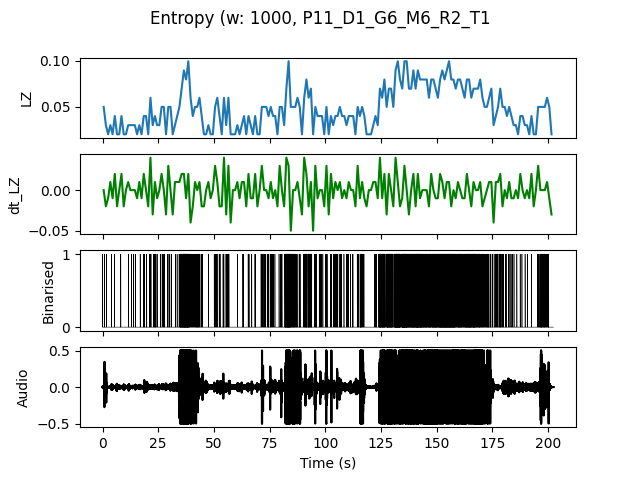 Entropy (w: 1000, P11_D1_G6_M6_R2_T1
0.10
0.05
LZ
0.00
−0.05
dt_LZ
1
0
Binarised
0.5
0.0
−0.5
Audio
0 25 50 75 100 125 150 175 200
Time (s)